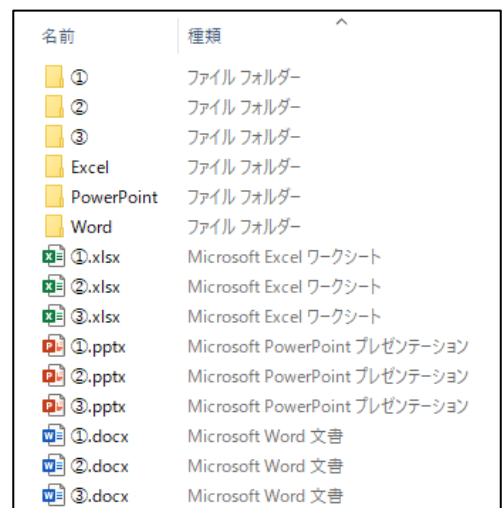 名前 種類
① ファイル フォルダー
② ファイル フォルダー
③ ファイル フォルダー
Excel ファイル フォルダー
PowerPoint ファイル フォルダー
Word ファイル フォルダー
①.xlsx Microsoft Excel ワークシート
②.xlsx Microsoft Excel ワークシート
③.xlsx Microsoft Excel ワークシート
①.pptx Microsoft PowerPoint プレゼンテーション
②.pptx Microsoft PowerPoint プレゼンテーション
③.pptx Microsoft PowerPoint プレゼンテーション
①.docx Microsoft Word 文書
②.docx Microsoft Word 文書
③.docx Microsoft Word 文書